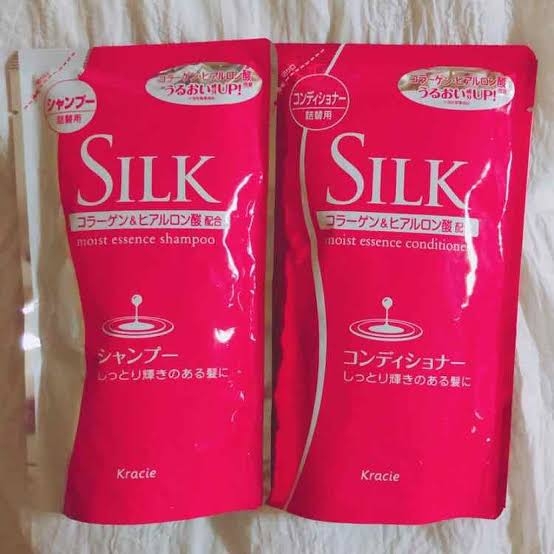 シャンプー
詰替用
コラーゲン&ヒアルロン酸
うるおい UP!
SILK
コラーゲン&ヒアルロン酸 配合
moist essence shampoo
シャンプー
しっとり輝きのある髪に
Kracie
コンディショナー
詰替用
コラーゲン&ヒアルロン酸
うるおい UP!
SILK
コラーゲン&ヒアルロン酸 配
moist essence conditione
コンディショナー
しっとり輝きのある髪に
Kracie